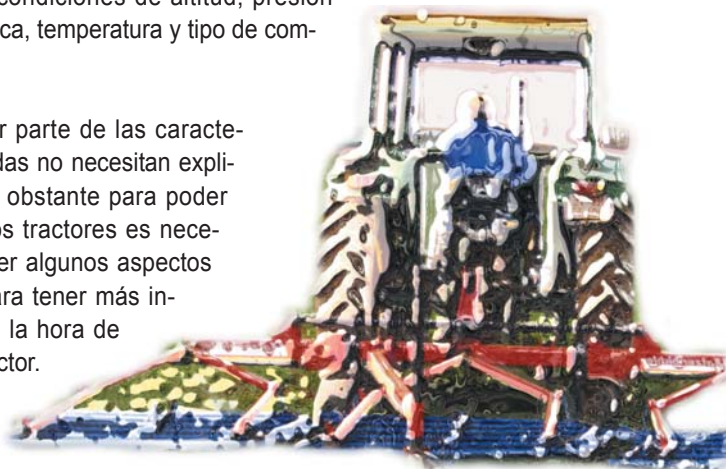 condiciones de altitud, presión
ca, temperatura y tipo de com-
r parte de las caracte-
das no necesitan expli-
obstante para poder
os tractores es nece-
er algunos aspectos
ara tener más in-
la hora de
ctor.